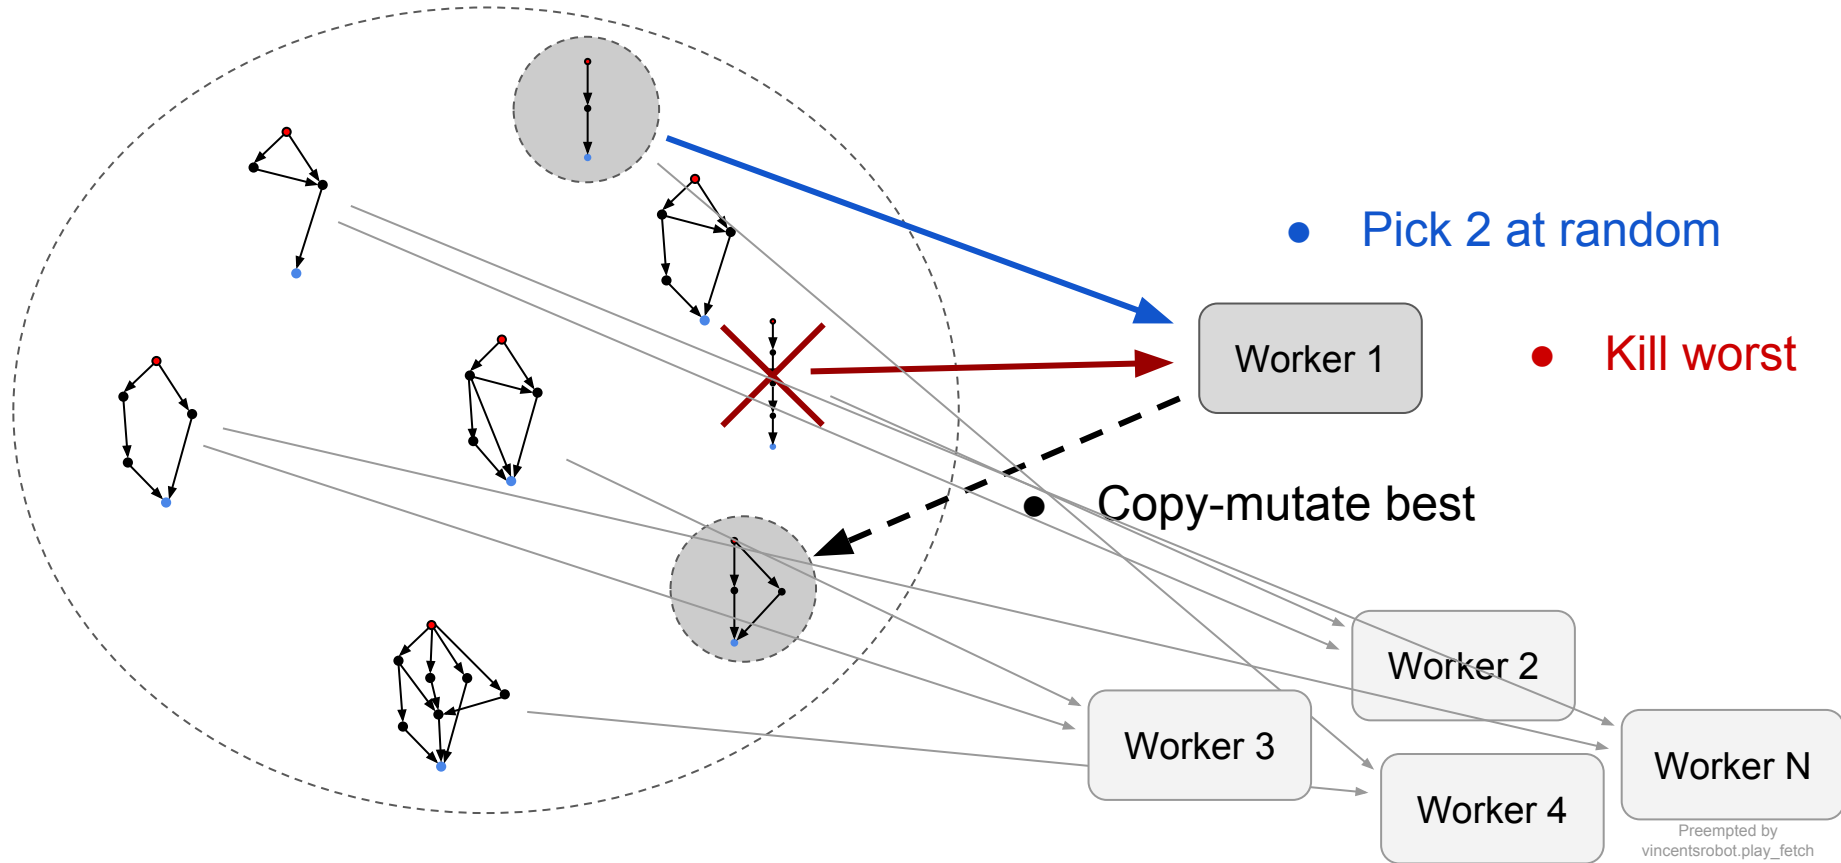 ● Pick 2 at random
Worker 1
● Kill worst
● Copy-mutate best
Worker 2
Worker 3
Worker N
Worker 4
Preempted by
vincentsrobot.play_fetch